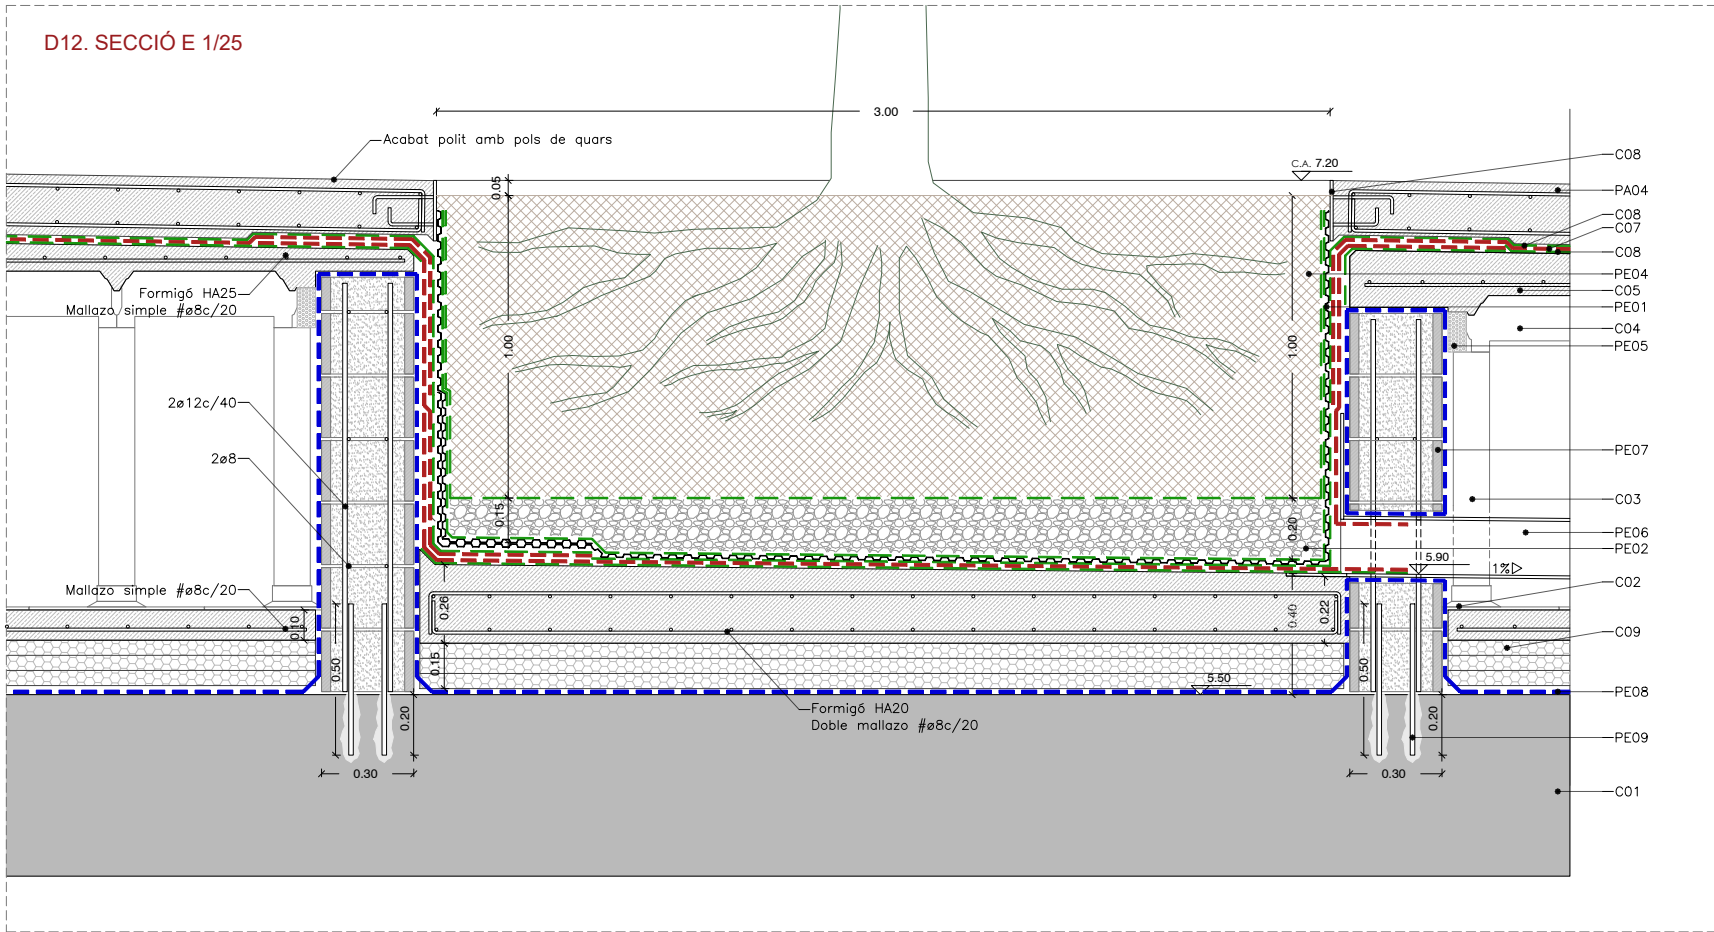 D12. SECCIÓ E 1/25
3.00
Acabat polit amb pols de quars
C.A. 7.20
0.05
C08
PA04
C08
C07
C08
PE04
C05
PE01
C04
PE05
Formigó HA25
Mallazo simple #ø8c/20
1.00
1.00
2ø12c/40
2ø8
PE07
C03
0.15
0.20
PE06
PE02
5.90
1%
C02
Mallazo simple #ø8c/20
0.10
0.26
0.40
0.22
C09
0.50
0.15
0.50
5.50
PE08
0.20
Formigó HA20
Doble mallazo #ø8c/20
0.20
PE09
0.30
0.30
C01